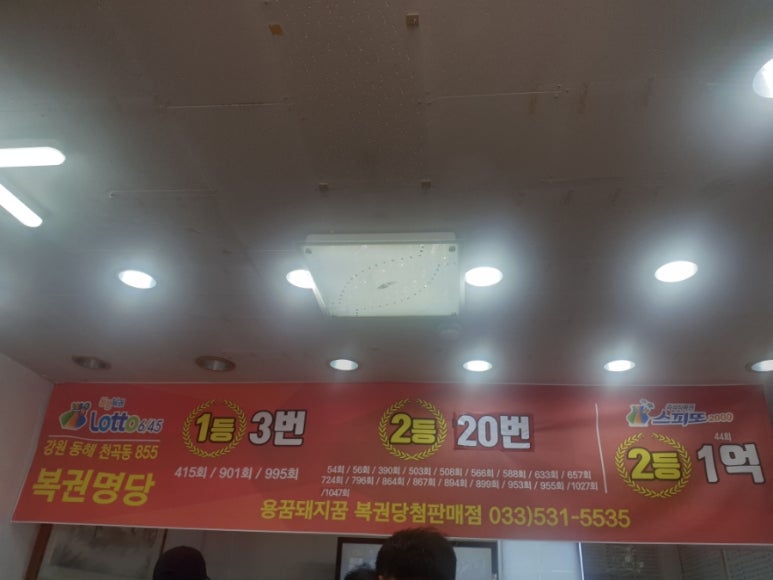 Lotto 6/45
강원 동해 천곡동 855
복권명당
1등 3번
415회 / 901회 / 995회
2등 20번
54회 / 56회 / 390회 / 503회 / 508회 / 566회 / 588회 / 633회 / 657회
724회 / 796회 / 864회 / 867회 / 894회 / 899회 / 953회 / 955회 / 1027회
/1047회
스피또 2000
44회
2등 1억
용꿈돼지꿈 복권당첨판매점 033)531-5535